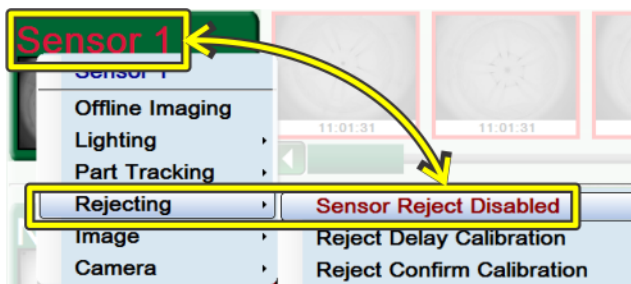 Sensor 1
Sensor 1
Offline Imaging
Lighting
Part Tracking
Rejecting
Image
Camera
11:01:31
11:01:31
Sensor Reject Disabled
Reject Delay Calibration
Reject Confirm Calibration